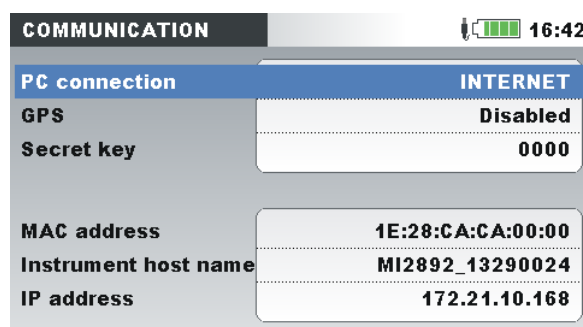 COMMUNICATION 16:42
PC connection INTERNET
GPS Disabled
Secret key 0000
MAC address 1E:28:CA:CA:00:00
Instrument host name MI2892_13290024
IP address 172.21.10.168